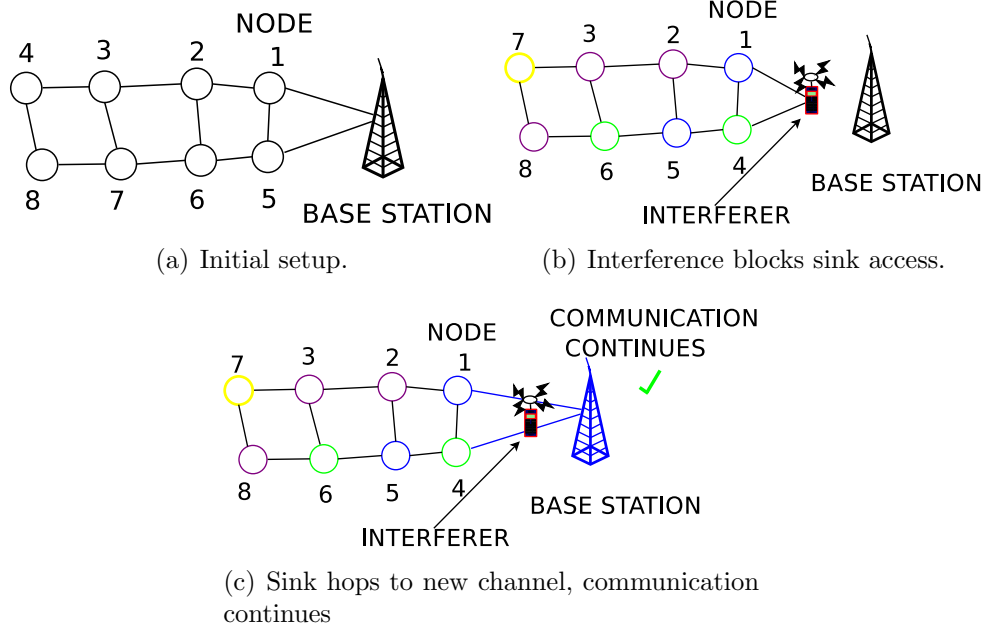 NODE
4 3 2 1
8 7 6 5
BASE STATION
(a) Initial setup.
NODE
7 3 2 1
8 6 5 4
BASE STATION
INTERFERER
(b) Interference blocks sink access.
COMMUNICATION
CONTINUES
NODE
7 3 2 1
8 6 5 4
BASE STATION
INTERFERER
(c) Sink hops to new channel, communication
continues